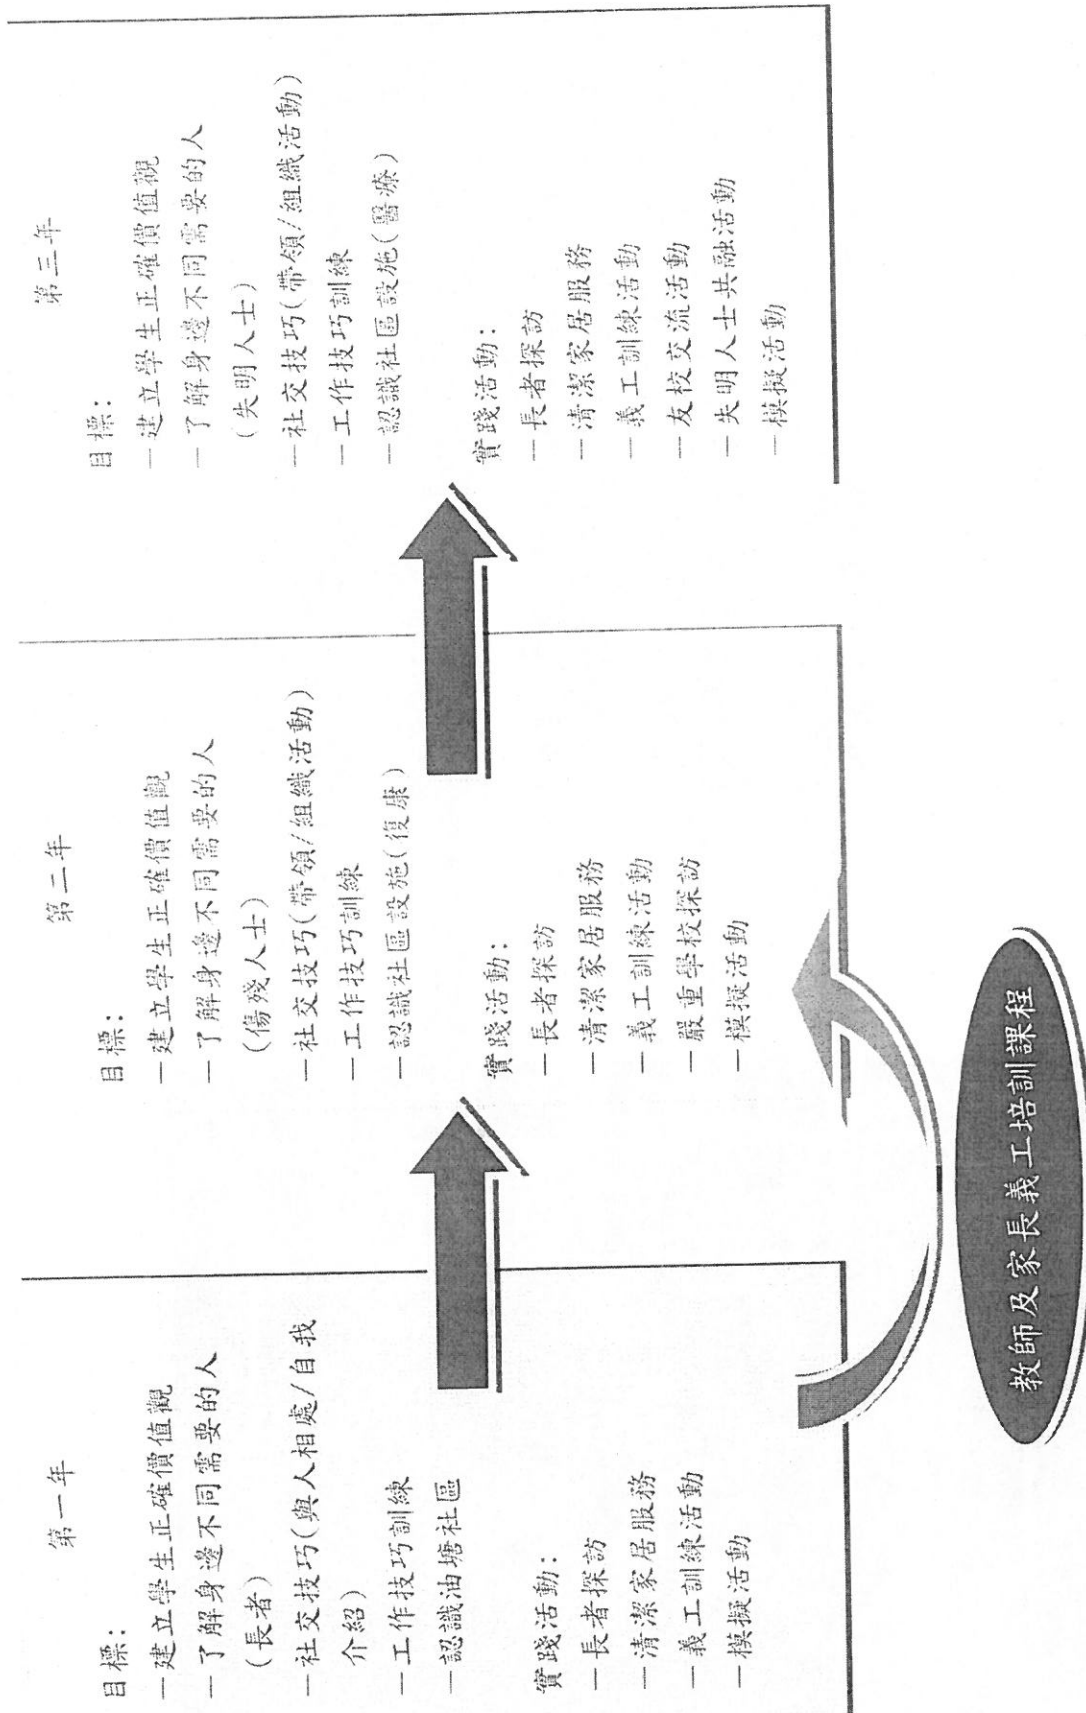 第一年
目標：
—建立學生正確價值觀
—了解身邊不同需要的人
(長者)
—社交技巧(與人相處/自我
介紹)
—工作技巧訓練
—認識油塘社區
實踐活動：
—長者探訪
—清潔家居服務
—義工訓練活動
—模擬活動
第二年
目標：
—建立學生正確價值觀
—了解身邊不同需要的人
(傷殘人士)
—社交技巧(帶領/組織活動)
—工作技巧訓練
—認識社區設施(復康)
實踐活動：
—長者探訪
—清潔家居服務
—義工訓練活動
—嚴重學校探訪
—模擬活動
第三年
目標：
—建立學生正確價值觀
—了解身邊不同需要的人
(失明人士)
—社交技巧(帶領/組織活動)
—工作技巧訓練
—認識社區設施(醫療)
實踐活動：
—長者探訪
—清潔家居服務
—義工訓練活動
—友校交流活動
—失明人士共融活動
—模擬活動
教師及家長義工培訓課程